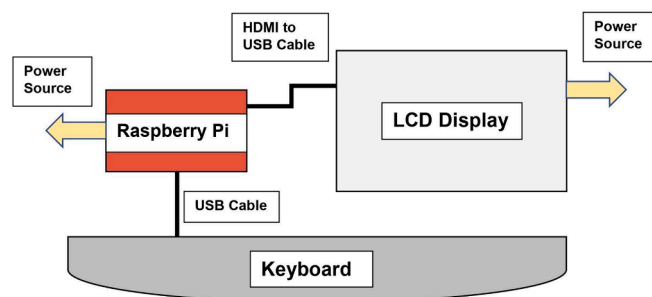 HDMI to
USB Cable
Power
Source
Power
Source
Raspberry Pi
LCD Display
USB Cable
Keyboard